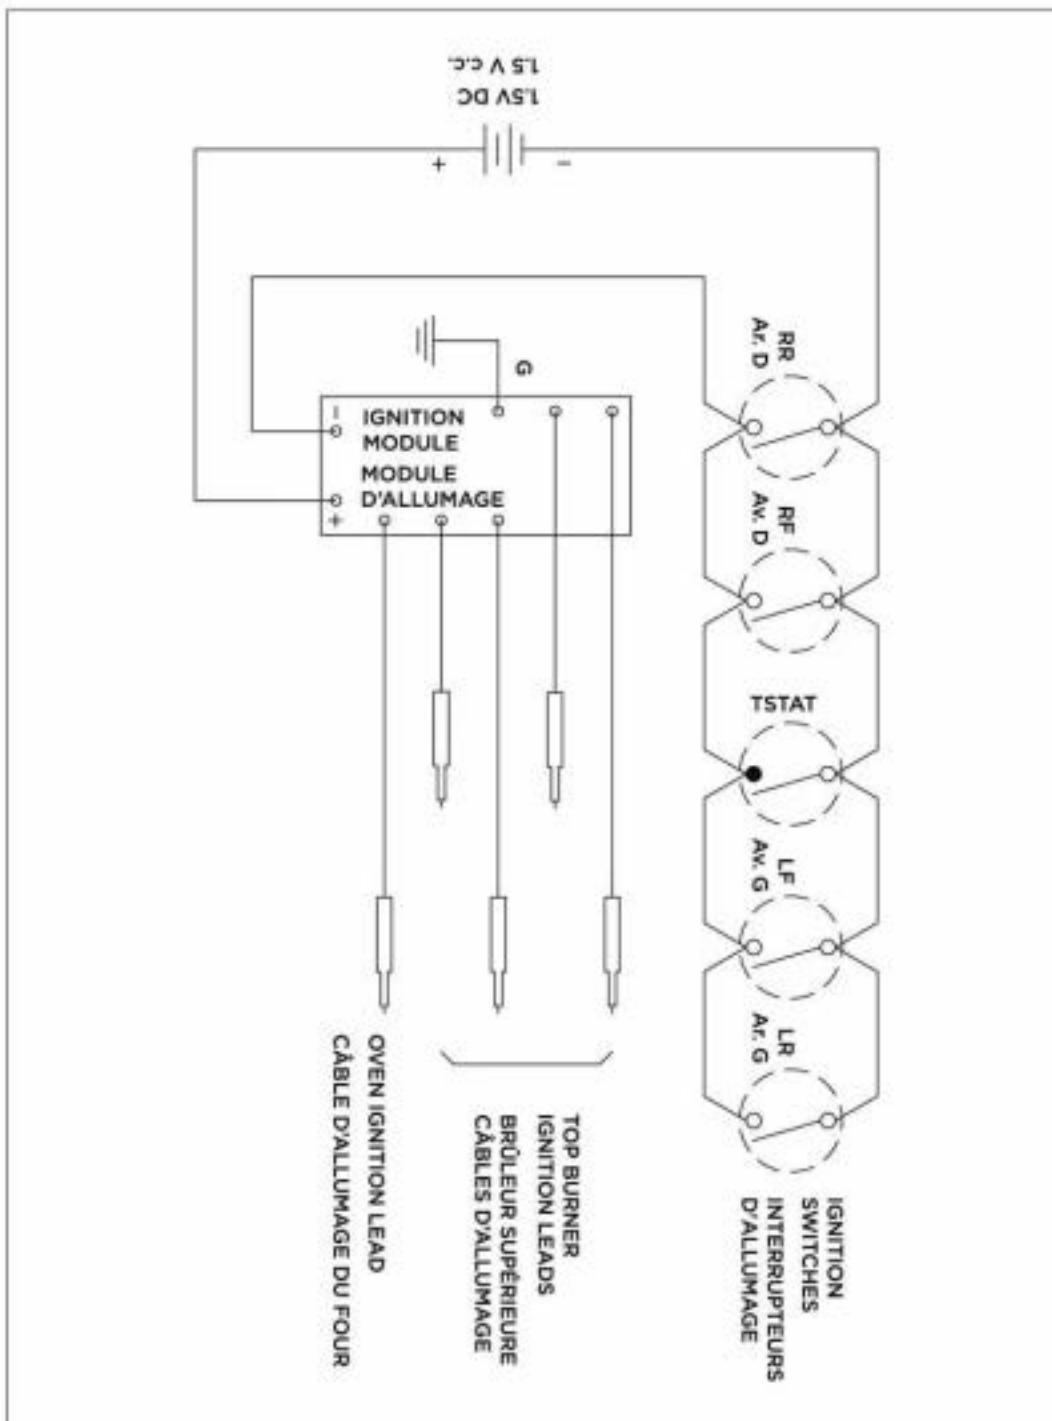 1.5 V c.c.
1.5V DC
+
−
RR
Ar. D
G
−
IGNITION
MODULE
MODULE
D'ALLUMAGE
+
RF
Av. D
TSTAT
LF
Av. G
LR
Ar. G
OVEN IGNITION LEAD
CÂBLE D'ALLUMAGE DU FOUR
TOP BURNER
IGNITION LEADS
BRÛLEUR SUPÉRIEURE
CÂBLES D'ALLUMAGE
IGNITION
SWITCHES
INTERRUPTEURS
D'ALLUMAGE